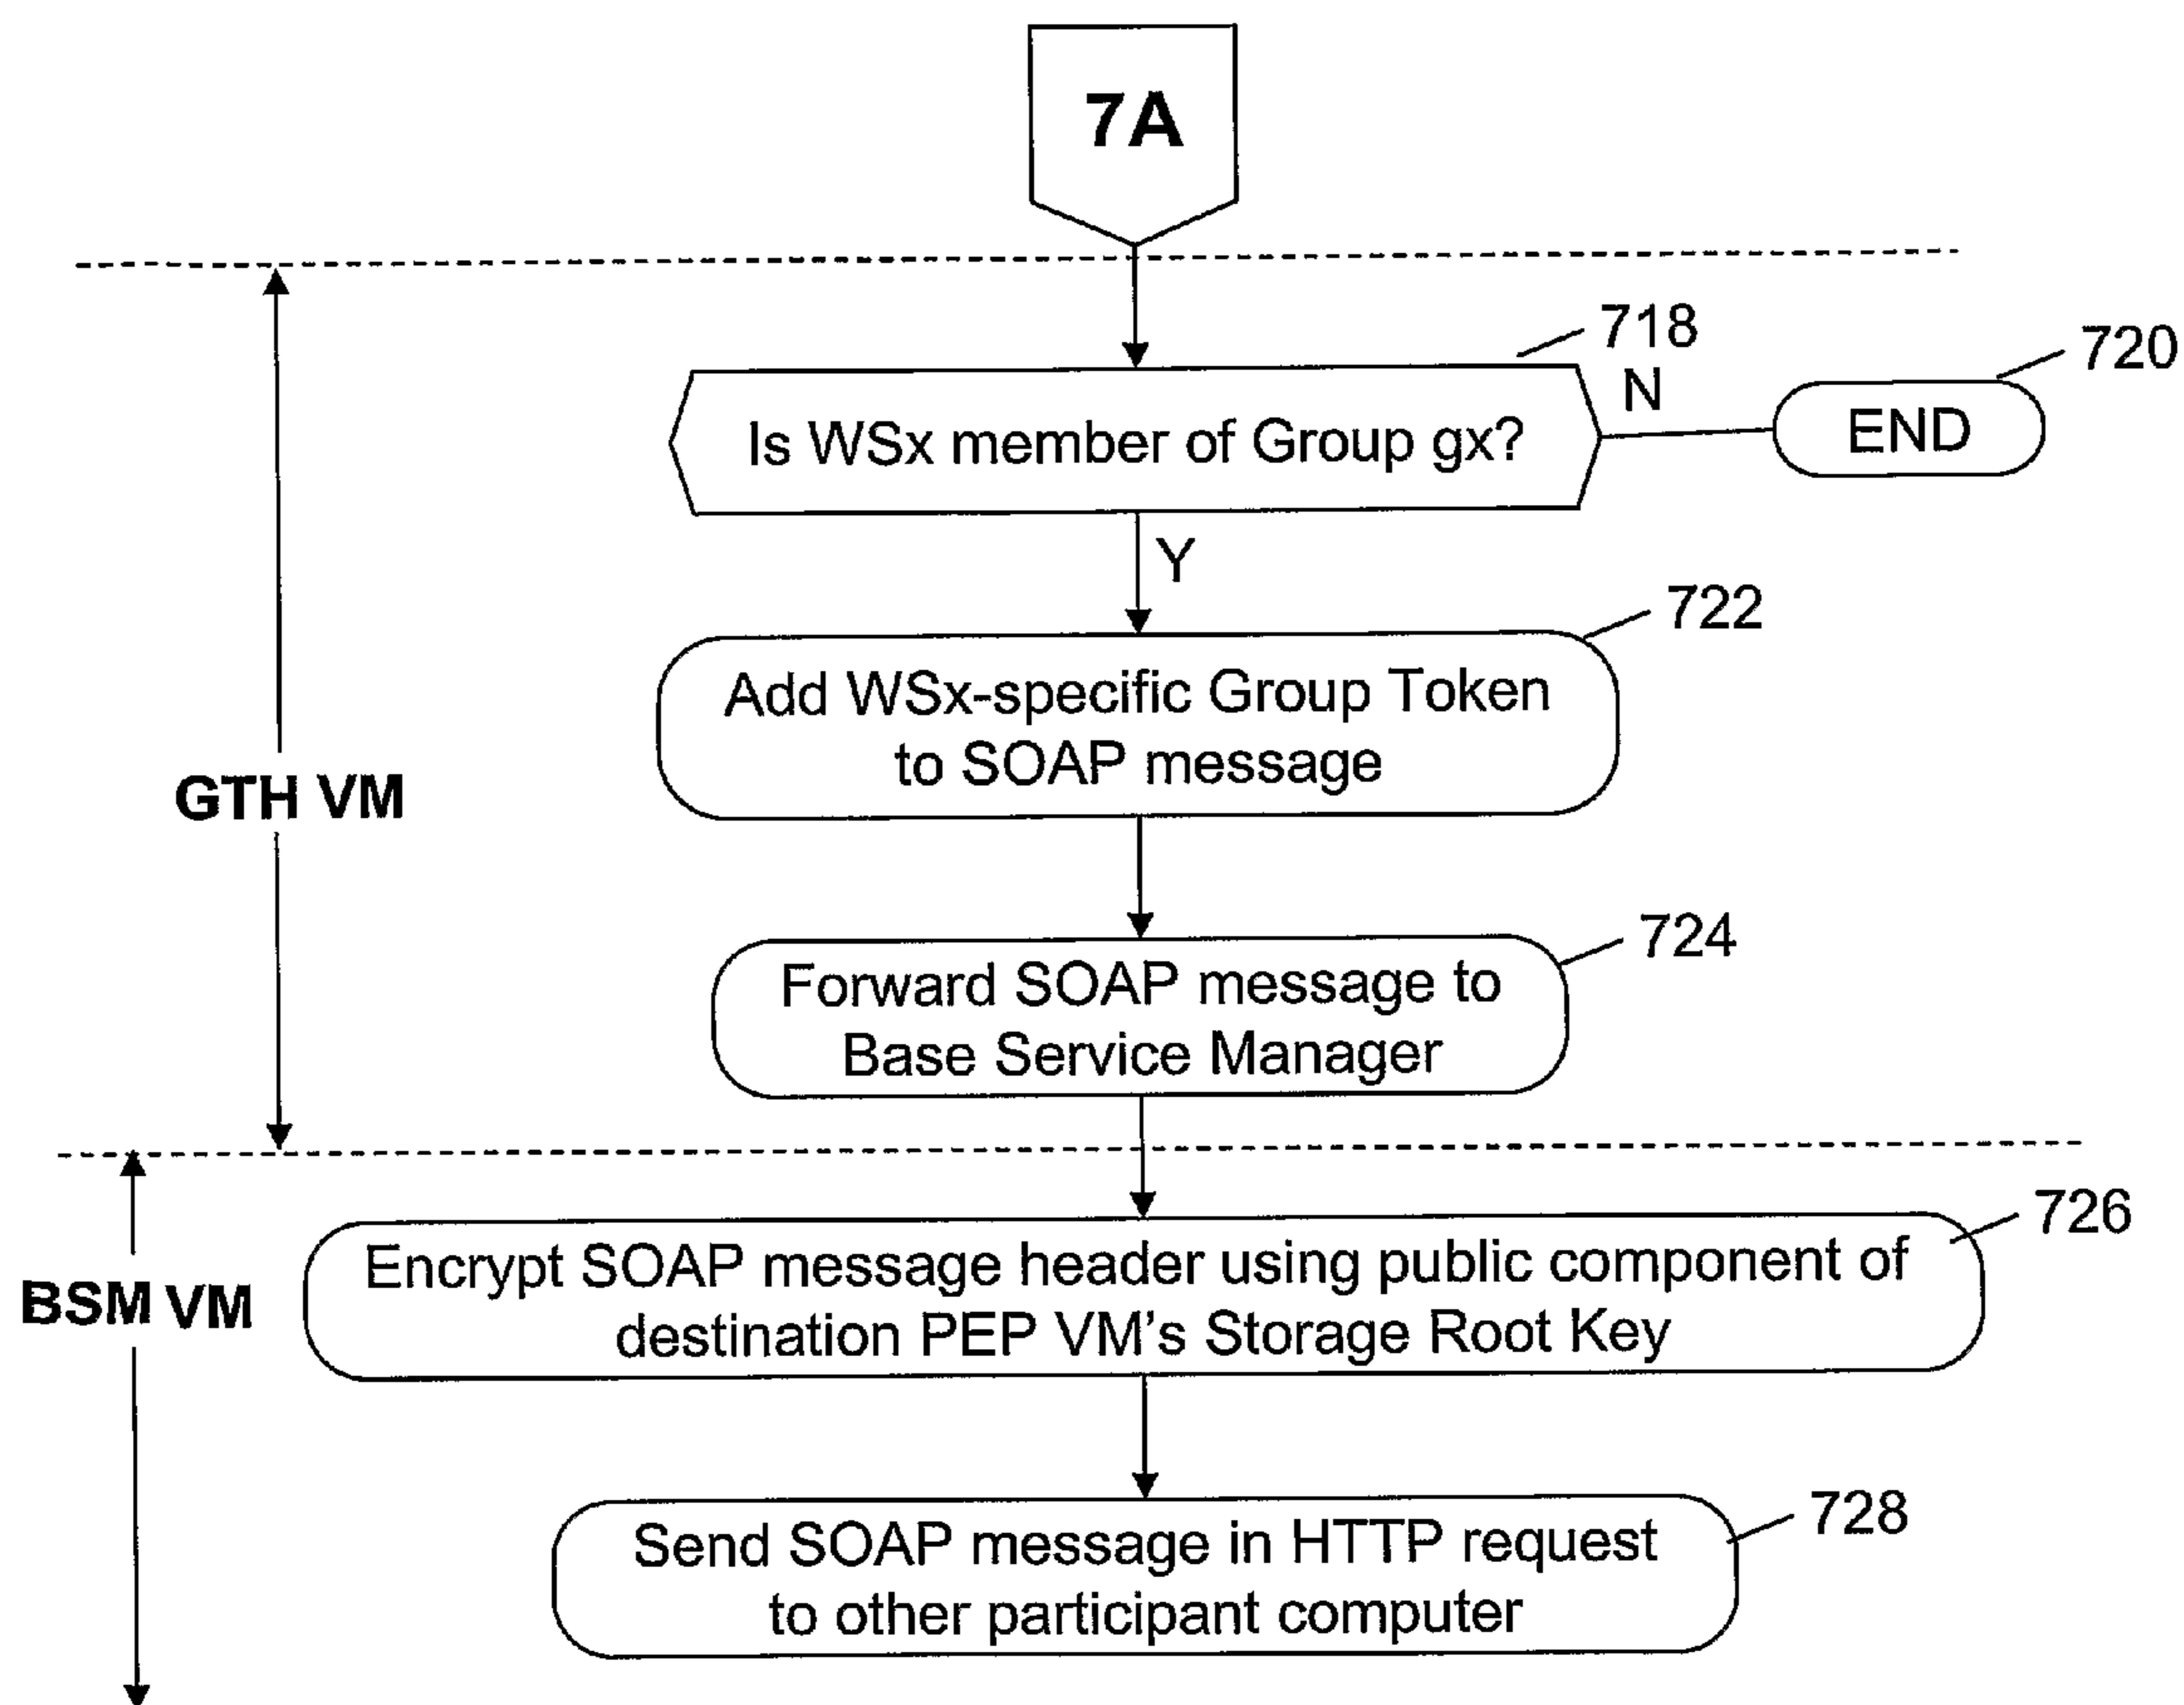 7A
718
720
N
Is WSx member of Group gx?
END
Y
722
Add WSx-specific Group Token
to SOAP message
GTH VM
724
Forward SOAP message to
Base Service Manager
726
Encrypt SOAP message header using public component of
destination PEP VM's Storage Root Key
BSM VM
728
Send SOAP message in HTTP request
to other participant computer